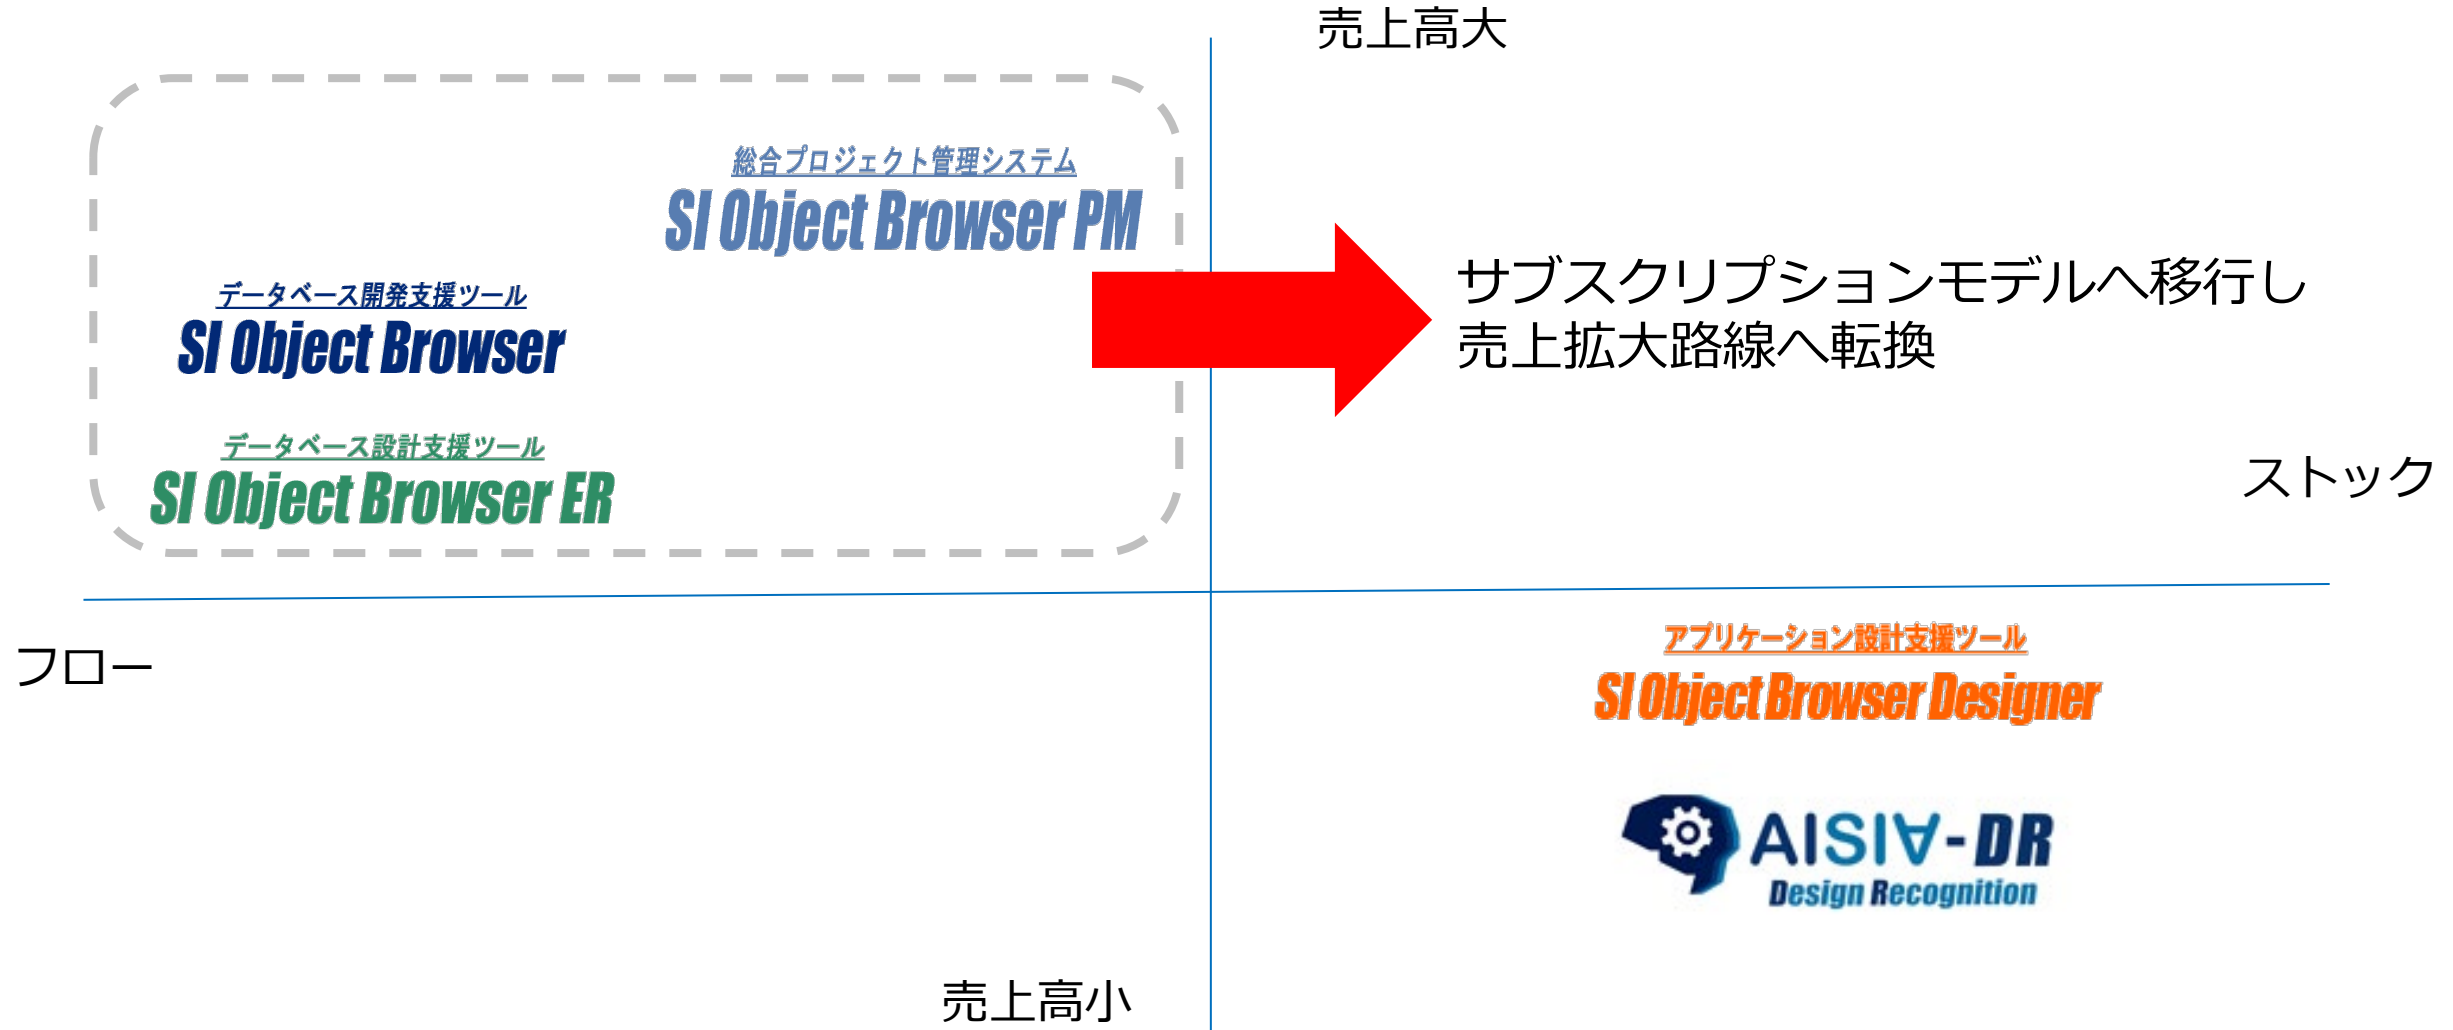 売上高大
総合プロジェクト管理システム
SI Object Browser PM
データベース開発支援ツール
SI Object Browser
データベース設計支援ツール
SI Object Browser ER
サブスクリプションモデルへ移行し
売上拡大路線へ転換
ストック
フロー
アプリケーション設計支援ツール
SI Object Browser Designer
AISIA-DR
Design Recognition
売上高小